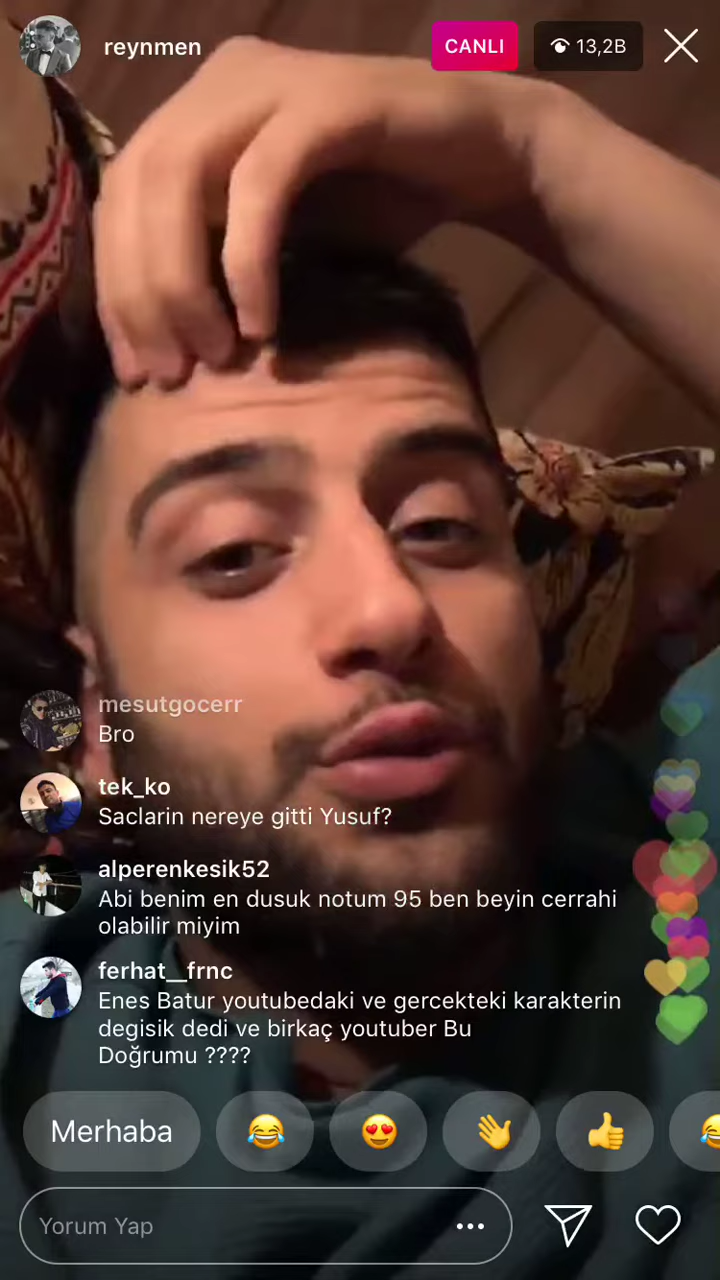 reynmen
CANLI
13,2B
mesutgocerr
Bro
tek_ko
Saclarin nereye gitti Yusuf?
alperenkesik52
Abi benim en dusuk notum 95 ben beyin cerrahi
olabilir miyim
ferhat__frnc
Enes Batur youtubedaki ve gercekteki karakterin
degisik dedi ve birkaç youtuber Bu
Doğrumu ????
Merhaba
Yorum Yap